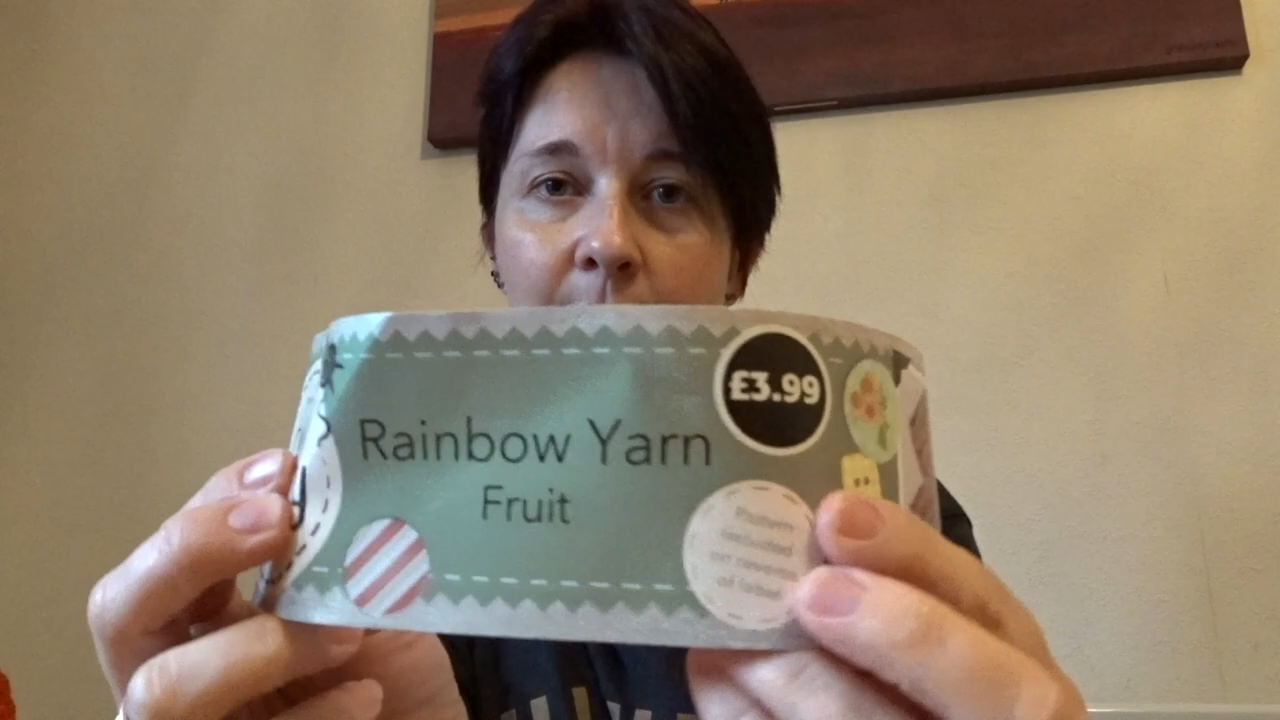 £3.99
Rainbow Yarn
Fruit
Pattern
included
on reverse
of label